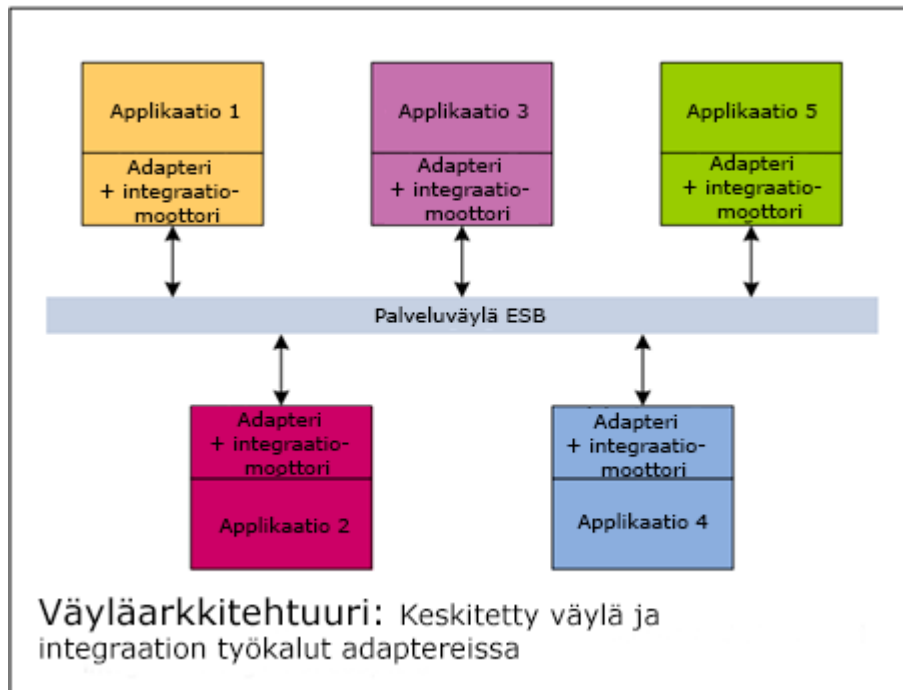 Applikaatio 1
Adapteri
+ integraatio-
moottori
Applikaatio 3
Adapteri
+ integraatio-
moottori
Applikaatio 5
Adapteri
+ integraatio-
moottori
Palveluväylä ESB
Adapteri
+ integraatio-
mopttori
Applikaatio 2
Adapteri
+ integraatio-
moottori
Applikaatio 4
Väyläarkkitehtuuri: Keskitetty väylä ja
integraation työkalut adaptereissa